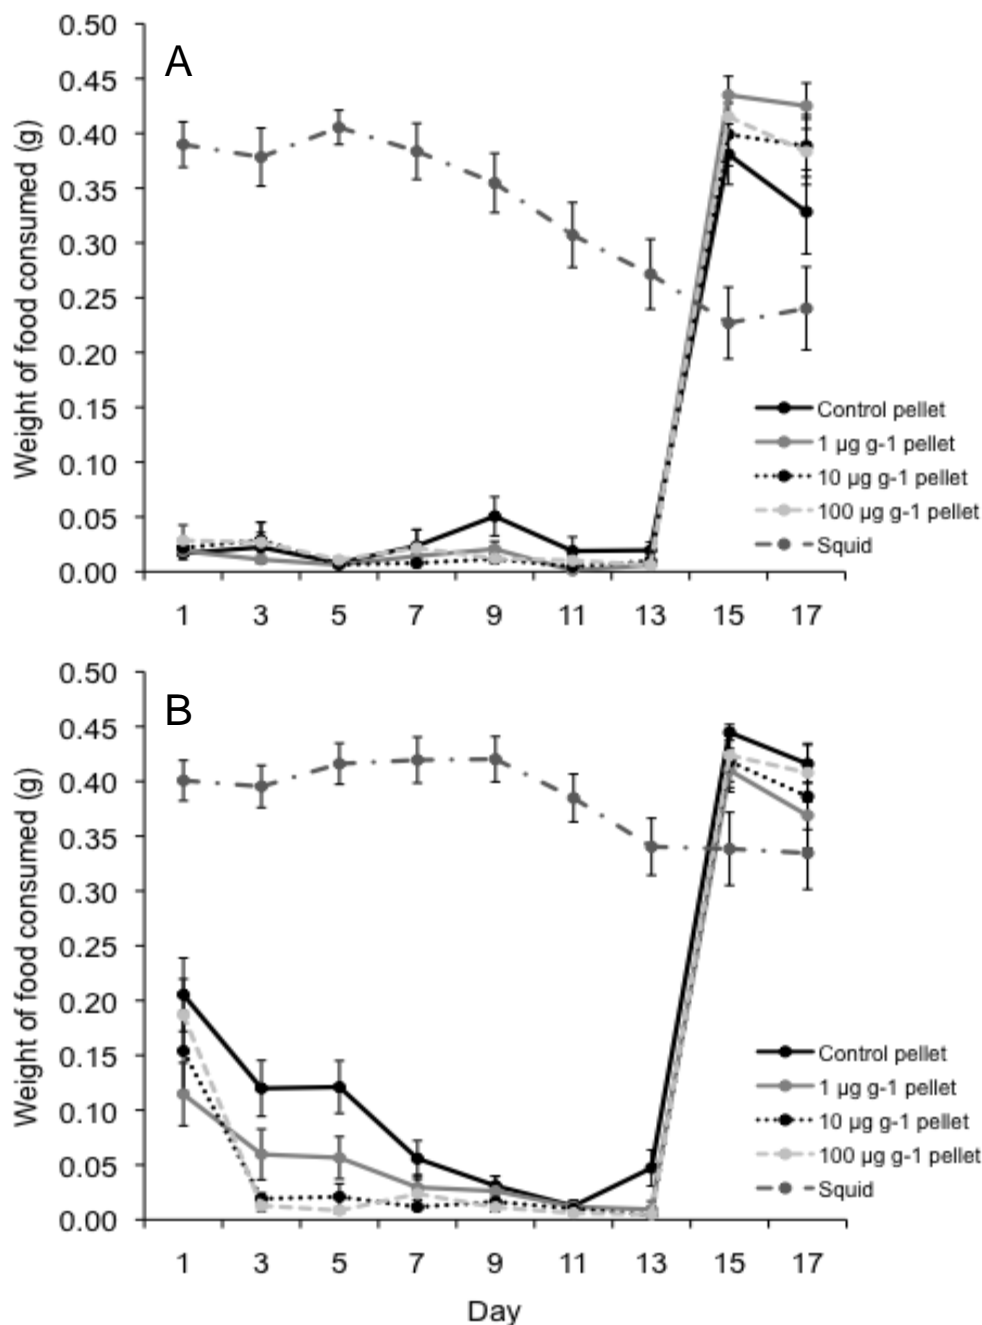 A
Weight of food consumed (g)
0.50
0.45
0.40
0.35
0.30
0.25
0.20
0.15
0.10
0.05
0.00
Control pellet
1 µg g-1 pellet
10 µg g-1 pellet
100 µg g-1 pellet
Squid
1 3 5 7 9 11 13 15 17
B
Weight of food consumed (g)
0.50
0.45
0.40
0.35
0.30
0.25
0.20
0.15
0.10
0.05
0.00
Control pellet
1 µg g-1 pellet
10 µg g-1 pellet
100 µg g-1 pellet
Squid
1 3 5 7 9 11 13 15 17
Day